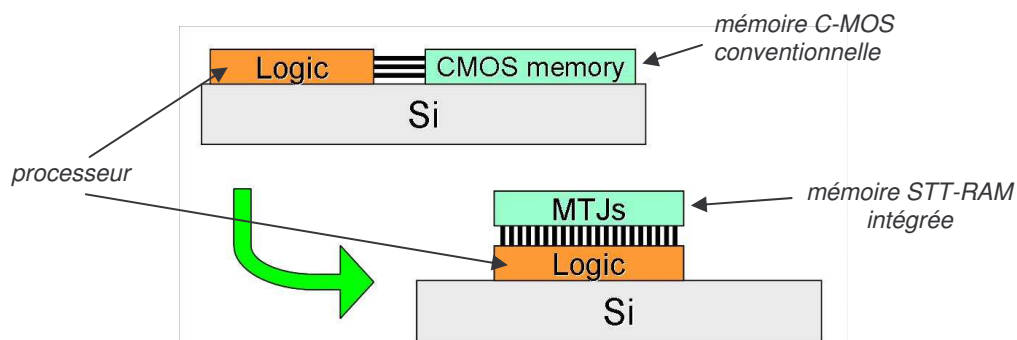 mémoire C-MOS
conventionnelle
Logic
CMOS memory
Si
processeur
MTJs
mémoire STT-RAM
intégrée
Logic
Si